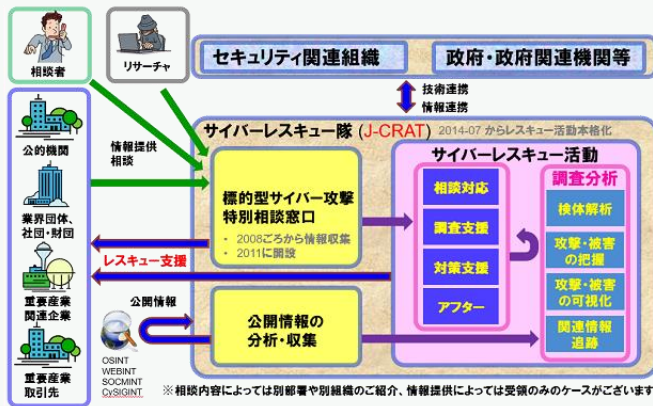 相談者
リサーチャ
セキュリティ関連組織
政府・政府関連機関等
技術連携
情報連携
公的機関
業界団体、
社団・財団
重要産業
関連企業
重要産業
取引先
情報提供
相談
サイバーレスキュー隊 (J-CRAT) 2014-07 からレスキュー活動本格化
標的型サイバー攻撃
特別相談窓口
・ 2008ごろから情報収集
・ 2011に開設
レスキュー支援
公開情報
OSINT
WEBINT
SOCMINT
CySIGINT
公開情報の
分析・収集
サイバーレスキュー活動
相談対応
調査支援
対策支援
アフター
調査分析
検体解析
攻撃・被害
の把握
攻撃・被害
の可視化
関連情報
追跡
※相談内容によっては別部署や別組織のご紹介、情報提供によっては受領のみのケースがございます